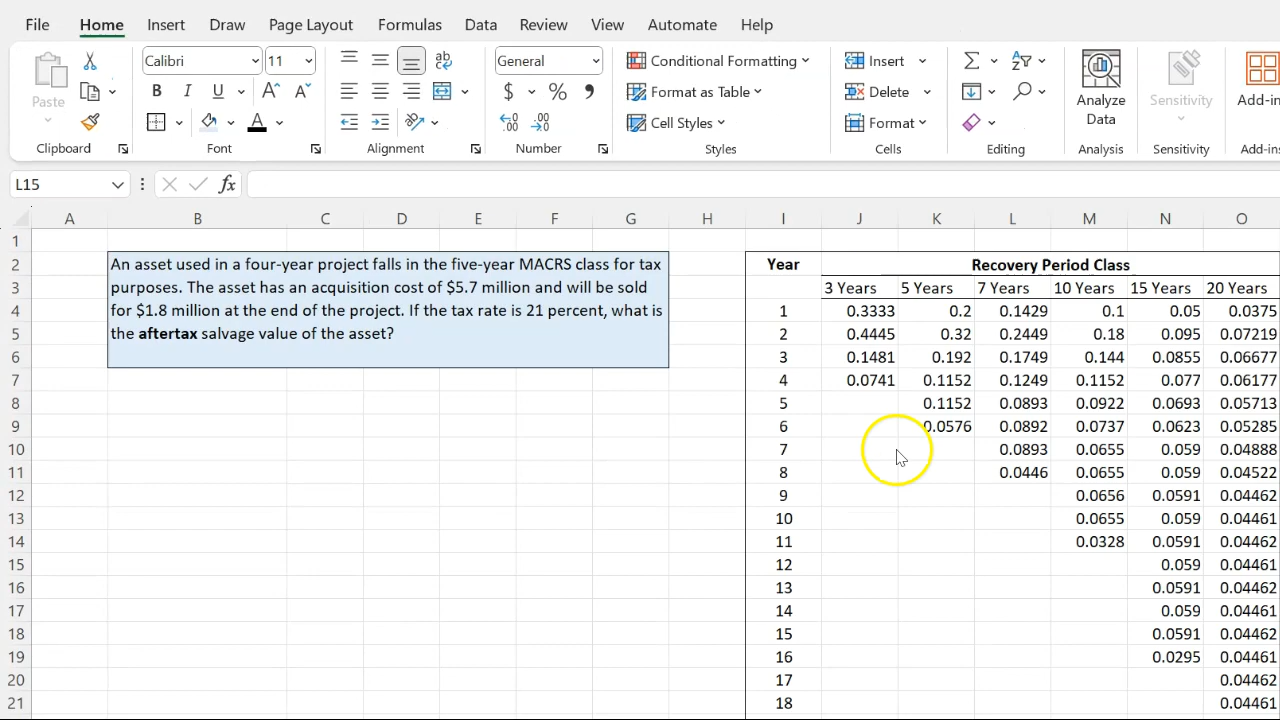 File Home Insert Draw Page Layout Formulas Data Review View Automate Help
Paste
Calibri 11
B I U A A
A
General
$ % 9
Conditional Formatting
Format as Table
Cell Styles
Insert
Delete
Format
Analyze Data
Sensitivity
Add-in
Clipboard Font Alignment Number Styles Cells Editing Analysis Sensitivity Add-ins
L15 fx
A B C D E F G H I J K L M N O
1
2 An asset used in a four-year project falls in the five-year MACRS class for tax Year Recovery Period Class
3 purposes. The asset has an acquisition cost of $5.7 million and will be sold 3 Years 5 Years 7 Years 10 Years 15 Years 20 Years
4 for $1.8 million at the end of the project. If the tax rate is 21 percent, what is 1 0.3333 0.2 0.1429 0.1 0.05 0.0375
5 the aftertax salvage value of the asset? 2 0.4445 0.32 0.2449 0.18 0.095 0.07219
6 3 0.1481 0.192 0.1749 0.144 0.0855 0.06677
7 4 0.0741 0.1152 0.1249 0.1152 0.077 0.06177
8 5 0.1152 0.0893 0.0922 0.0693 0.05713
9 6 0.0576 0.0892 0.0737 0.0623 0.05285
10 7 0.0893 0.0655 0.059 0.04888
11 8 0.0446 0.0655 0.059 0.04522
12 9 0.0656 0.0591 0.04462
13 10 0.0655 0.059 0.04461
14 11 0.0328 0.0591 0.04462
15 12 0.059 0.04461
16 13 0.0591 0.04462
17 14 0.059 0.04461
18 15 0.0591 0.04462
19 16 0.0295 0.04461
20 17 0.04462
21 18 0.04461